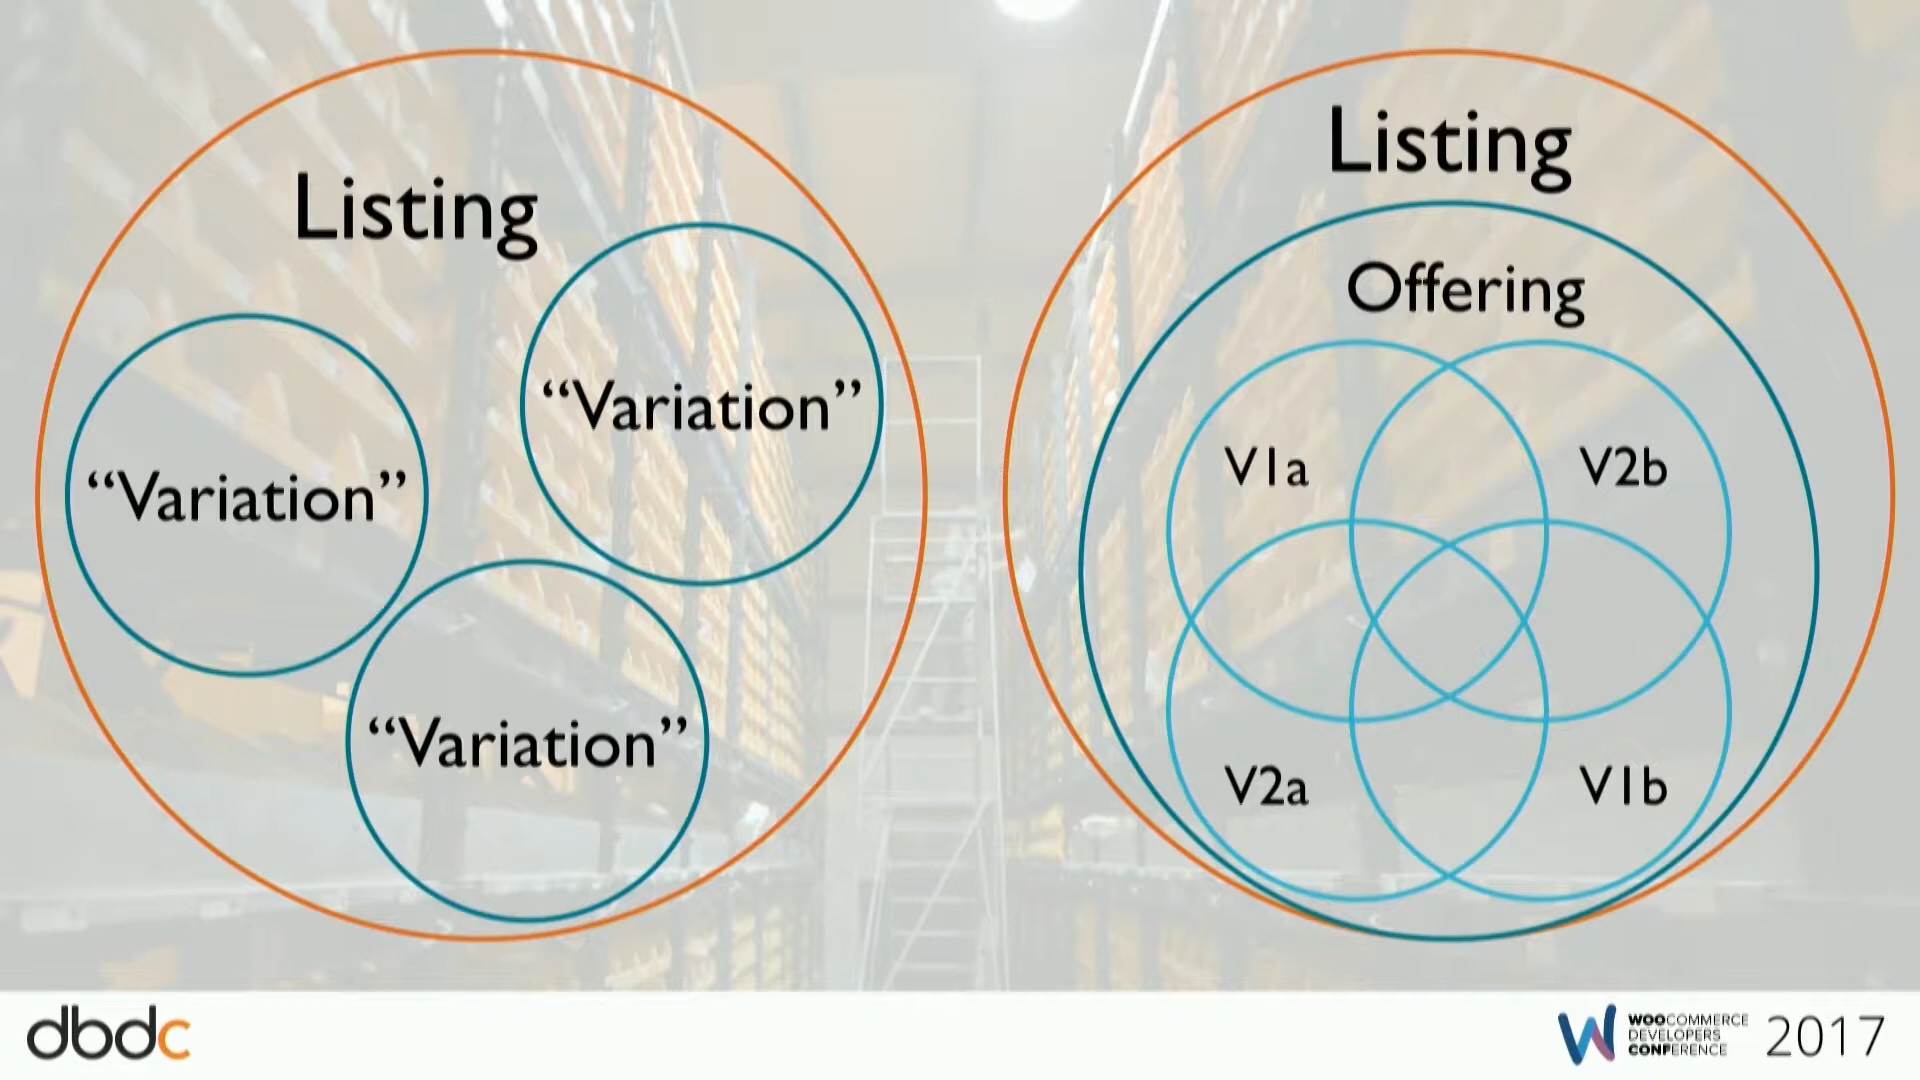 Listing
“Variation”
“Variation”
“Variation”
Listing
Offering
V1a
V2b
V2a
V1b
dbdc
WOOCOMMERCE
DEVELOPERS
CONFERENCE
2017